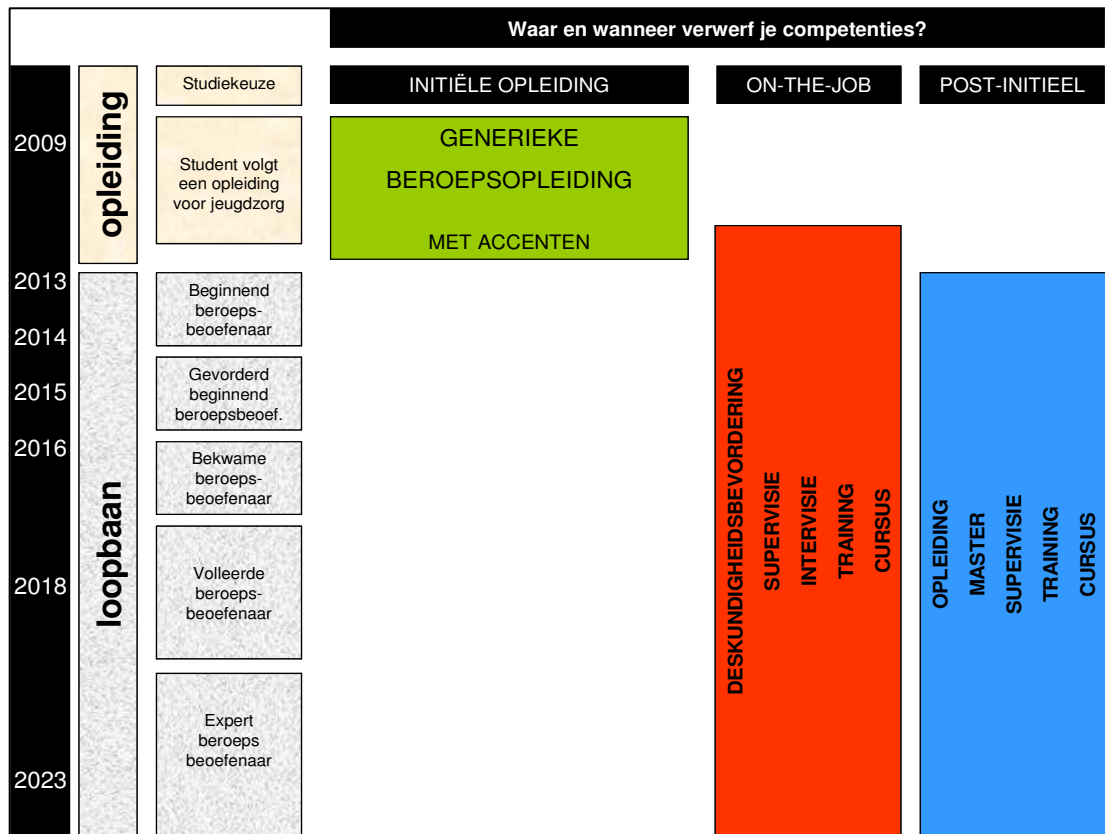 Waar en wanneer verwerf je competenties?
Studiekeuze
INITIËLE OPLEIDING
ON-THE-JOB
POST-INITIEEL
2009
opleiding
Student volgt
een opleiding
voor jeugdzorg
GENERIEKE
BEROEPSOPLEIDING
MET ACCENTEN
2013
2014
2015
2016
2018
2023
loopbaan
Beginnend
beroeps-
beoefenaar
Gevorderd
beginnend
beroepsbeoef.
Bekwame
beroeps-
beoefenaar
Volleerde
beroeps-
beoefenaar
Expert
beroeps
beoefenaar
DESKUNDIGHEIDSBEVORDERING
SUPERVISIE
INTERVISIE
TRAINING
CURSUS
OPLEIDING
MASTER
SUPERVISIE
TRAINING
CURSUS